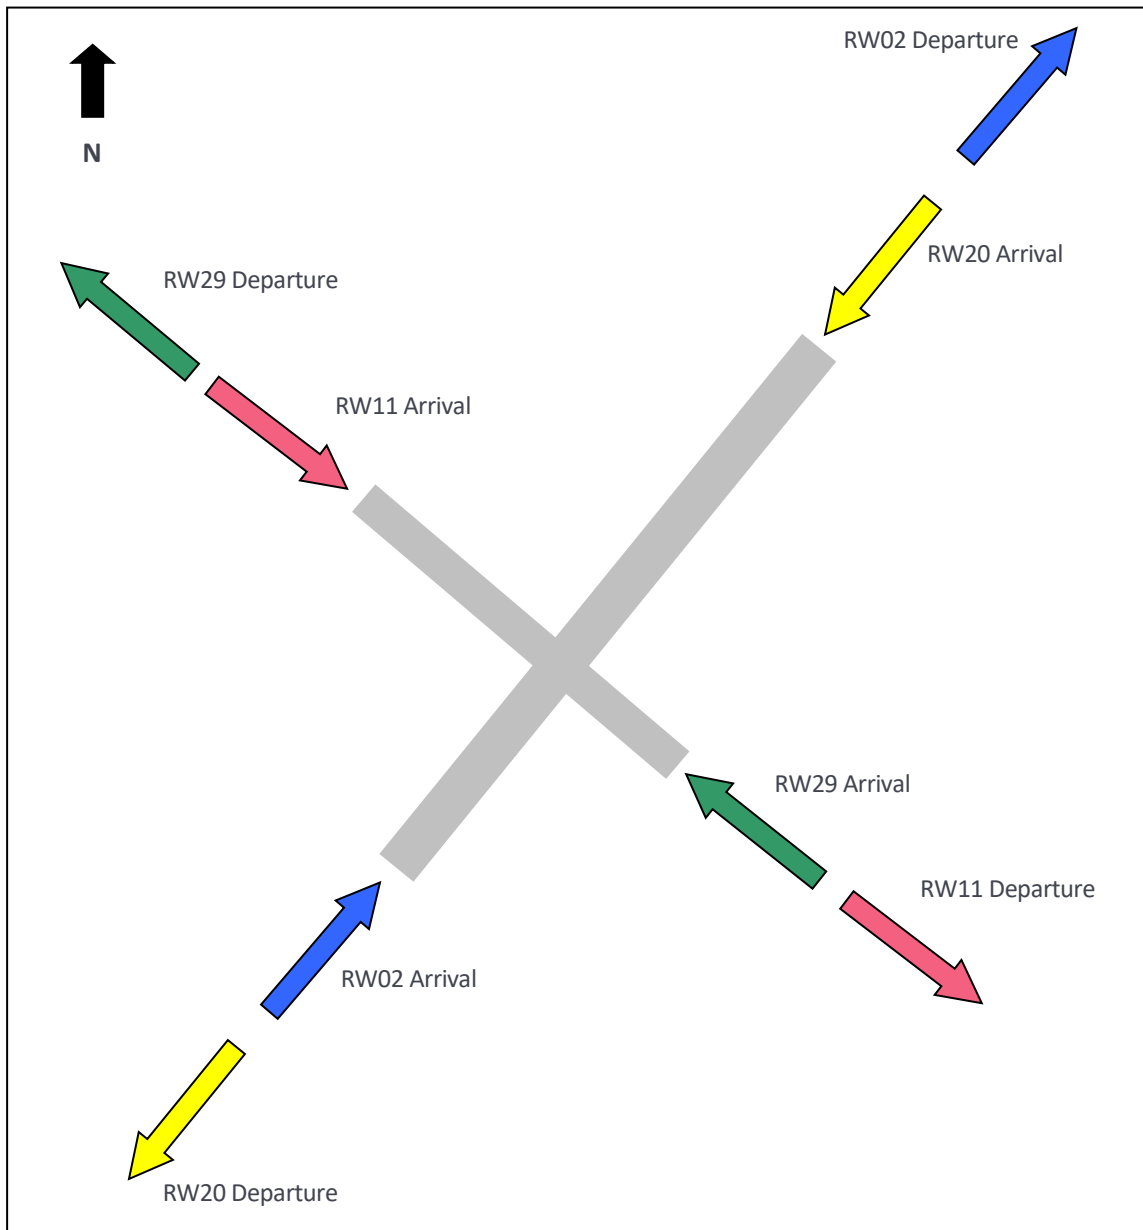 RW02 Departure
N
RW20 Arrival
RW29 Departure
RW11 Arrival
RW29 Arrival
RW11 Departure
RW02 Arrival
RW20 Departure